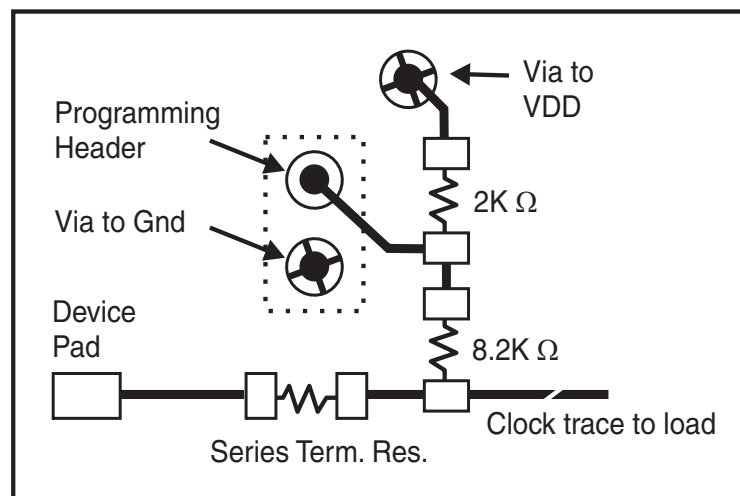 Via to
VDD
Programming
Header
2K Ω
Via to Gnd
Device
Pad
8.2K Ω
Clock trace to load
Series Term. Res.